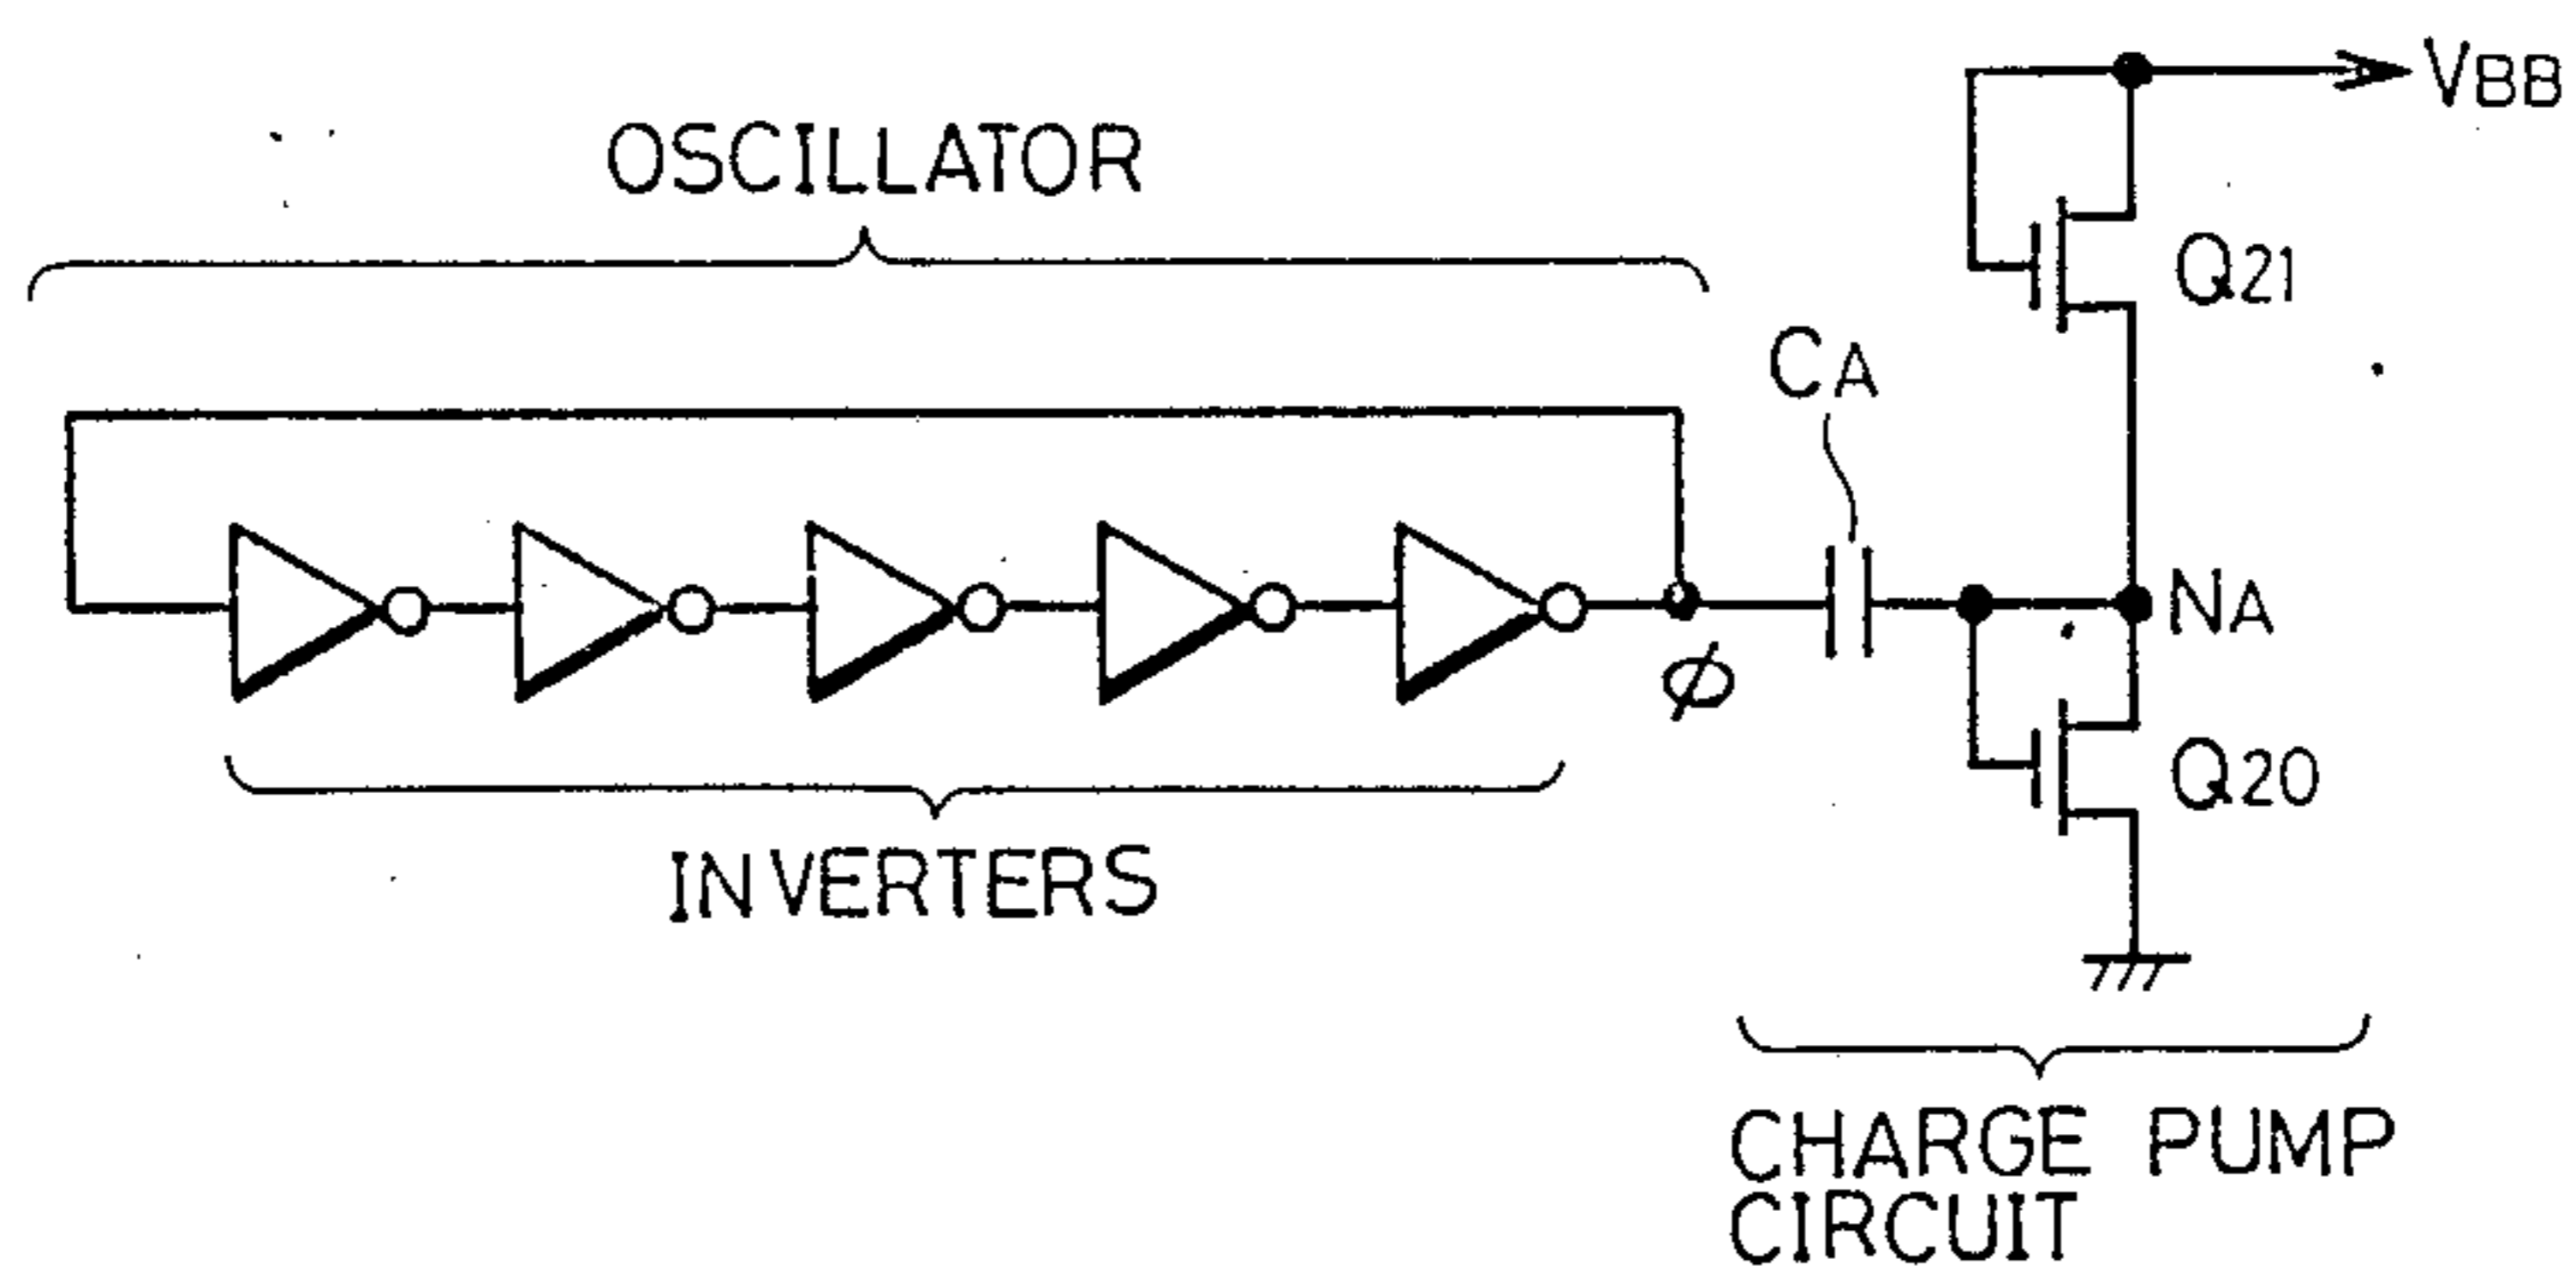 VBB
OSCILLATOR
Q21
CA
NA
φ
Q20
INVERTERS
CHARGE PUMP
CIRCUIT